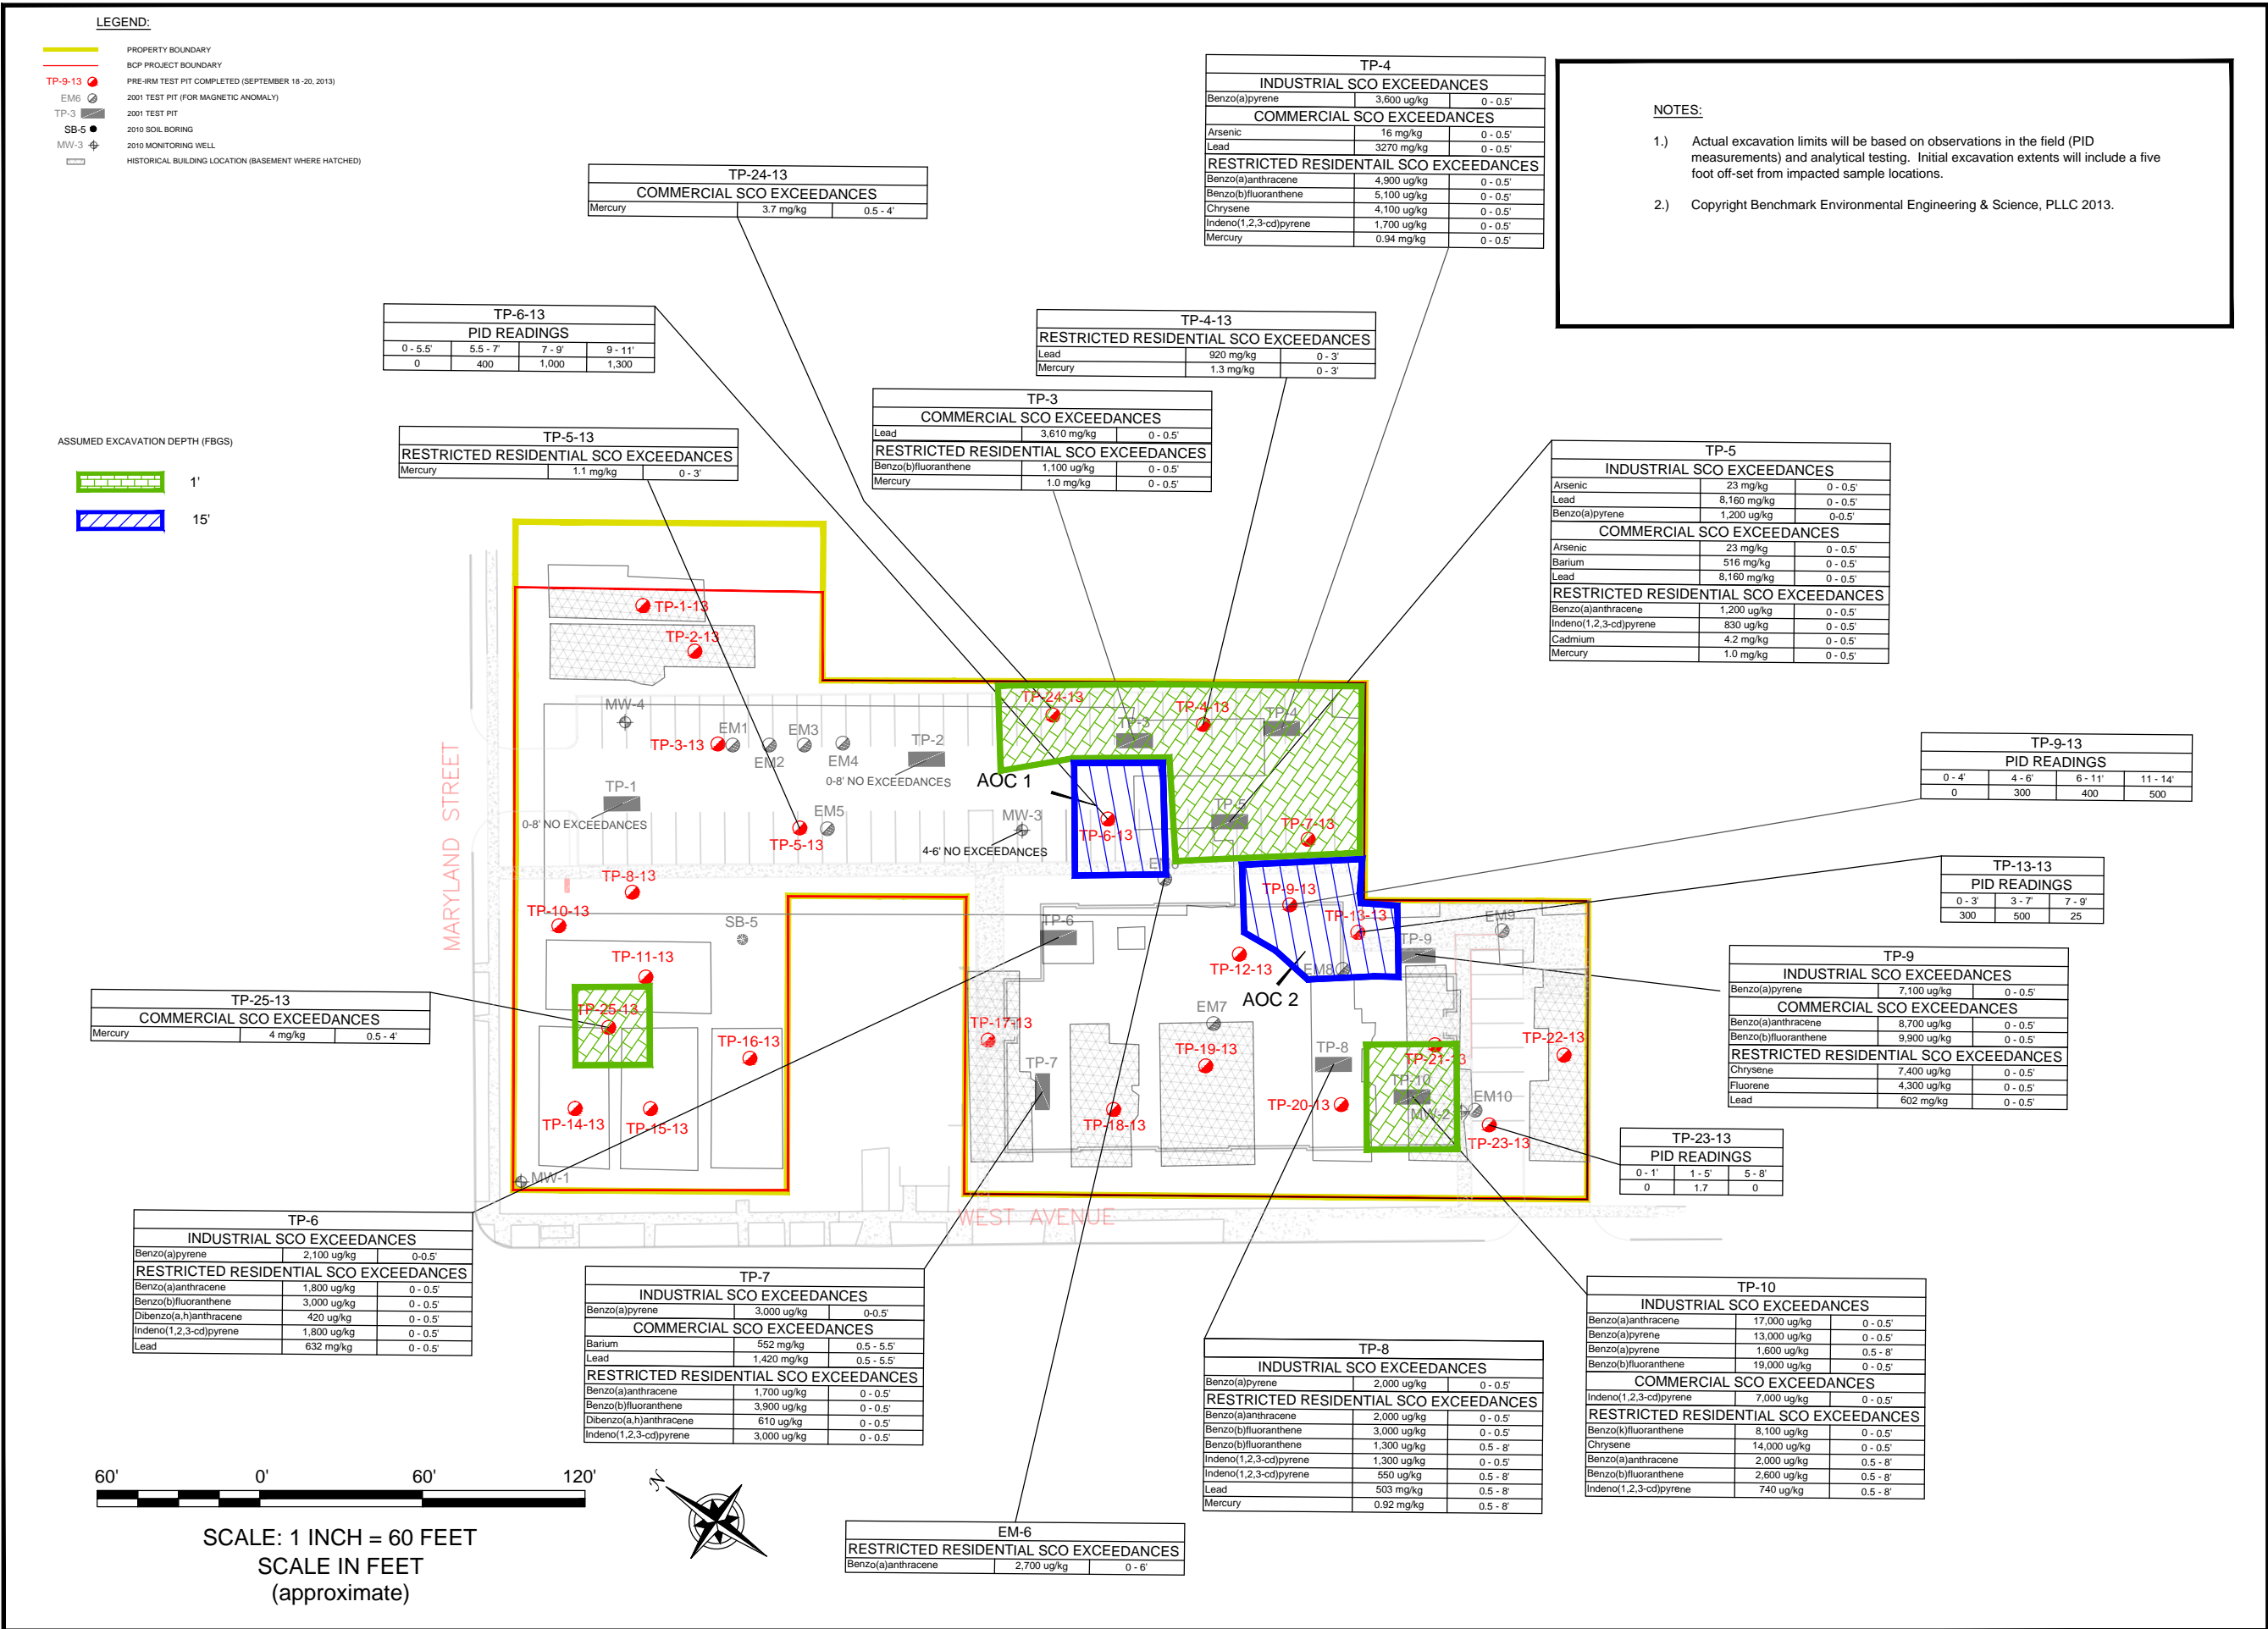 LEGEND:
PROPERTY BOUNDARY
BCP PROJECT BOUNDARY
TP-9-13 PRE-IRM TEST PIT COMPLETED (SEPTEMBER 18 -20, 2013)
EM6 2001 TEST PIT (FOR MAGNETIC ANOMALY)
TP-3 2001 TEST PIT
SB-5 2010 SOIL BORING
MW-3 2010 MONITORING WELL
HISTORICAL BUILDING LOCATION (BASEMENT WHERE HATCHED)
TP-4
INDUSTRIAL SCO EXCEEDANCES
Benzo(a)pyrene 3,600 ug/kg 0 - 0.5'
COMMERCIAL SCO EXCEEDANCES
Arsenic 16 mg/kg 0 - 0.5'
Lead 3270 mg/kg 0 - 0.5'
RESTRICTED RESIDENTAIL SCO EXCEEDANCES
Benzo(a)anthracene 4,900 ug/kg 0 - 0.5'
Benzo(b)fluoranthene 5,100 ug/kg 0 - 0.5'
Chrysene 4,100 ug/kg 0 - 0.5'
Indeno(1,2,3-cd)pyrene 1,700 ug/kg 0 - 0.5'
Mercury 0.94 mg/kg 0 - 0.5'
NOTES:
1.) Actual excavation limits will be based on observations in the field (PID
measurements) and analytical testing. Initial excavation extents will include a five
foot off-set from impacted sample locations.
2.) Copyright Benchmark Environmental Engineering & Science, PLLC 2013.
TP-24-13
COMMERCIAL SCO EXCEEDANCES
Mercury 3.7 mg/kg 0.5 - 4'
TP-6-13
PID READINGS
0 - 5.5' 5.5 - 7' 7 - 9' 9 - 11'
0 400 1,000 1,300
TP-4-13
RESTRICTED RESIDENTIAL SCO EXCEEDANCES
Lead 920 mg/kg 0 - 3'
Mercury 1.3 mg/kg 0 - 3'
TP-3
COMMERCIAL SCO EXCEEDANCES
Lead 3,610 mg/kg 0 - 0.5'
RESTRICTED RESIDENTIAL SCO EXCEEDANCES
Benzo(b)fluoranthene 1,100 ug/kg 0 - 0.5'
Mercury 1.0 mg/kg 0 - 0.5'
ASSUMED EXCAVATION DEPTH (FBGS)
1'
15'
TP-5-13
RESTRICTED RESIDENTIAL SCO EXCEEDANCES
Mercury 1.1 mg/kg 0 - 3'
TP-5
INDUSTRIAL SCO EXCEEDANCES
Arsenic 23 mg/kg 0 - 0.5'
Lead 8,160 mg/kg 0 - 0.5'
Benzo(a)pyrene 1,200 ug/kg 0-0.5'
COMMERCIAL SCO EXCEEDANCES
Arsenic 23 mg/kg 0 - 0.5'
Barium 516 mg/kg 0 - 0.5'
Lead 8,160 mg/kg 0 - 0.5'
RESTRICTED RESIDENTIAL SCO EXCEEDANCES
Benzo(a)anthracene 1,200 ug/kg 0 - 0.5'
Indeno(1,2,3-cd)pyrene 830 ug/kg 0 - 0.5'
Cadmium 4.2 mg/kg 0 - 0.5'
Mercury 1.0 mg/kg 0 - 0.5'
TP-1-13
TP-2-13
MW-4
TP-3-13
EM1
EM2
EM3
EM4
TP-2
0-8' NO EXCEEDANCES
TP-24-13
TP-3
TP-4-13
TP-4
AOC 1
TP-1
0-8' NO EXCEEDANCES
TP-5-13
EM5
MW-3
4-6' NO EXCEEDANCES
TP-6-13
TP-5
TP-7-13
MARYLAND STREET
TP-9-13
PID READINGS
0 - 4' 4 - 6' 6 - 11' 11 - 14'
0 300 400 500
TP-13-13
PID READINGS
0 - 3' 3 - 7' 7 - 9'
300 500 25
TP-8-13
TP-10-13
SB-5
TP-6
EM6
TP-9-13
TP-13-13
TP-9
EM9
TP-11-13
TP-12-13
EM8
AOC 2
TP-25-13
TP-16-13
TP-17-13
EM7
TP-19-13
TP-7
TP-8
TP-21-13
TP-22-13
TP-10
TP-14-13
TP-15-13
TP-18-13
TP-20-13
MW-2
EM10
TP-23-13
MW-1
WEST AVENUE
TP-25-13
COMMERCIAL SCO EXCEEDANCES
Mercury 4 mg/kg 0.5 - 4'
TP-9
INDUSTRIAL SCO EXCEEDANCES
Benzo(a)pyrene 7,100 ug/kg 0 - 0.5'
COMMERCIAL SCO EXCEEDANCES
Benzo(a)anthracene 8,700 ug/kg 0 - 0.5'
Benzo(b)fluoranthene 9,900 ug/kg 0 - 0.5'
RESTRICTED RESIDENTIAL SCO EXCEEDANCES
Chrysene 7,400 ug/kg 0 - 0.5'
Fluorene 4,300 ug/kg 0 - 0.5'
Lead 602 mg/kg 0 - 0.5'
TP-23-13
PID READINGS
0 - 1' 1 - 5' 5 - 8'
0 1.7 0
TP-6
INDUSTRIAL SCO EXCEEDANCES
Benzo(a)pyrene 2,100 ug/kg 0-0.5'
RESTRICTED RESIDENTIAL SCO EXCEEDANCES
Benzo(a)anthracene 1,800 ug/kg 0 - 0.5'
Benzo(b)fluoranthene 3,000 ug/kg 0 - 0.5'
Dibenzo(a,h)anthracene 420 ug/kg 0 - 0.5'
Indeno(1,2,3-cd)pyrene 1,800 ug/kg 0 - 0.5'
Lead 632 mg/kg 0 - 0.5'
TP-7
INDUSTRIAL SCO EXCEEDANCES
Benzo(a)pyrene 3,000 ug/kg 0-0.5'
COMMERCIAL SCO EXCEEDANCES
Barium 552 mg/kg 0.5 - 5.5'
Lead 1,420 mg/kg 0.5 - 5.5'
RESTRICTED RESIDENTIAL SCO EXCEEDANCES
Benzo(a)anthracene 1,700 ug/kg 0 - 0.5'
Benzo(b)fluoranthene 3,900 ug/kg 0 - 0.5'
Dibenzo(a,h)anthracene 610 ug/kg 0 - 0.5'
Indeno(1,2,3-cd)pyrene 3,000 ug/kg 0 - 0.5'
TP-8
INDUSTRIAL SCO EXCEEDANCES
Benzo(a)pyrene 2,000 ug/kg 0 - 0.5'
RESTRICTED RESIDENTIAL SCO EXCEEDANCES
Benzo(a)anthracene 2,000 ug/kg 0 - 0.5'
Benzo(b)fluoranthene 3,000 ug/kg 0 - 0.5'
Benzo(b)fluoranthene 1,300 ug/kg 0.5 - 8'
Indeno(1,2,3-cd)pyrene 1,300 ug/kg 0 - 0.5'
Indeno(1,2,3-cd)pyrene 550 ug/kg 0.5 - 8'
Lead 503 mg/kg 0.5 - 8'
Mercury 0.92 mg/kg 0.5 - 8'
TP-10
INDUSTRIAL SCO EXCEEDANCES
Benzo(a)anthracene 17,000 ug/kg 0 - 0.5'
Benzo(a)pyrene 13,000 ug/kg 0 - 0.5'
Benzo(a)pyrene 1,600 ug/kg 0.5 - 8'
Benzo(b)fluoranthene 19,000 ug/kg 0 - 0.5'
COMMERCIAL SCO EXCEEDANCES
Indeno(1,2,3-cd)pyrene 7,000 ug/kg 0 - 0.5'
RESTRICTED RESIDENTIAL SCO EXCEEDANCES
Benzo(k)fluoranthene 8,100 ug/kg 0 - 0.5'
Chrysene 14,000 ug/kg 0 - 0.5'
Benzo(a)anthracene 2,000 ug/kg 0.5 - 8'
Benzo(b)fluoranthene 2,600 ug/kg 0.5 - 8'
Indeno(1,2,3-cd)pyrene 740 ug/kg 0.5 - 8'
EM-6
RESTRICTED RESIDENTIAL SCO EXCEEDANCES
Benzo(a)anthracene 2,700 ug/kg 0 - 6'
60' 0' 60' 120'
SCALE: 1 INCH = 60 FEET
SCALE IN FEET
(approximate)
N